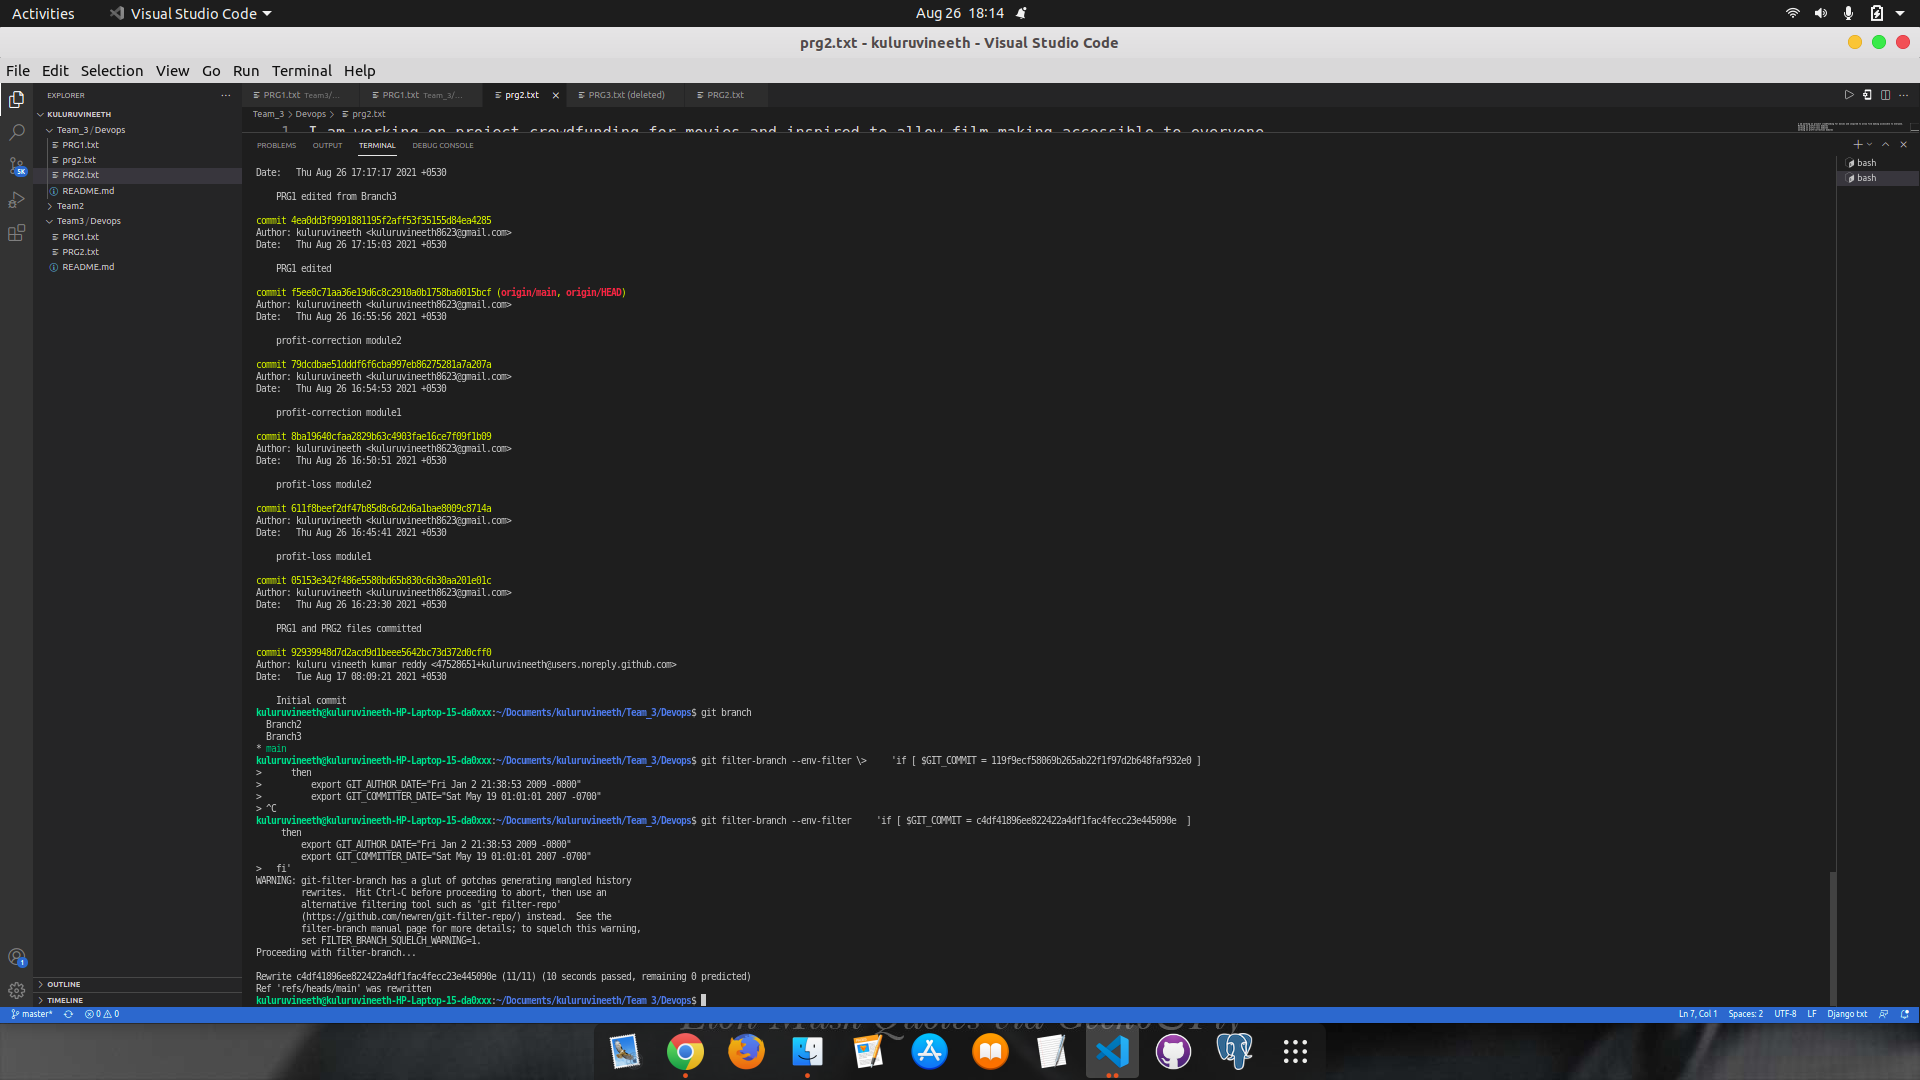 Activities
Visual Studio Code
Aug 26 18:14
prg2.txt - kuluruvineeth - Visual Studio Code
File Edit Selection View Go Run Terminal Help
EXPLORER
KULURUVINEETH
Team_3 / Devops
PRG1.txt
prg2.txt
PRG2.txt
README.md
Team2
Team3 / Devops
PRG1.txt
PRG2.txt
README.md
OUTLINE
TIMELINE
5K
1
PRG1.txt Team3/... PRG1.txt Team_3/... prg2.txt PRG3.txt (deleted) PRG2.txt
Team_3 > Devops > prg2.txt
1 I am working on project crowdfunding for movies and inspired to allow film making accessible to everyone
PROBLEMS OUTPUT TERMINAL DEBUG CONSOLE
bash
bash
Date:   Thu Aug 26 17:17:17 2021 +0530
PRG1 edited from Branch3
commit 4ea0dd3f9991881195f2aff53f35155d84ea4285
Author: kuluruvineeth <kuluruvineeth8623@gmail.com>
Date:   Thu Aug 26 17:15:03 2021 +0530
PRG1 edited
commit f5ee0c71aa36e19d6c8c2910a0b1758ba0015bcf (origin/main, origin/HEAD)
Author: kuluruvineeth <kuluruvineeth8623@gmail.com>
Date:   Thu Aug 26 16:55:56 2021 +0530
profit-correction module2
commit 79dcdbae51dddf6f6cba997eb86275281a7a207a
Author: kuluruvineeth <kuluruvineeth8623@gmail.com>
Date:   Thu Aug 26 16:54:53 2021 +0530
profit-correction module1
commit 8ba19640cfaa2829b63c4903fae16ce7f09f1b09
Author: kuluruvineeth <kuluruvineeth8623@gmail.com>
Date:   Thu Aug 26 16:50:51 2021 +0530
profit-loss module2
commit 611f8beef2df47b85d8c6d2d6a1bae8009c8714a
Author: kuluruvineeth <kuluruvineeth8623@gmail.com>
Date:   Thu Aug 26 16:45:41 2021 +0530
profit-loss module1
commit 05153e342f486e5580bd65b830c6b30aa201e01c
Author: kuluruvineeth <kuluruvineeth8623@gmail.com>
Date:   Thu Aug 26 16:23:30 2021 +0530
PRG1 and PRG2 files committed
commit 92939948d7d2acd9d1beee5642bc73d372d0cff0
Author: kuluru vineeth kumar reddy <47528651+kuluruvineeth@users.noreply.github.com>
Date:   Tue Aug 17 08:09:21 2021 +0530
Initial commit
kuluruvineeth@kuluruvineeth-HP-Laptop-15-da0xxx:~/Documents/kuluruvineeth/Team_3/Devops$ git branch
Branch2
Branch3
* main
kuluruvineeth@kuluruvineeth-HP-Laptop-15-da0xxx:~/Documents/kuluruvineeth/Team_3/Devops$ git filter-branch --env-filter \>     'if [ $GIT_COMMIT = 119f9ecf58069b265ab22f1f97d2b648faf932e0 ]
>      then
>          export GIT_AUTHOR_DATE="Fri Jan 2 21:38:53 2009 -0800"
>          export GIT_COMMITTER_DATE="Sat May 19 01:01:01 2007 -0700"
> ^C
kuluruvineeth@kuluruvineeth-HP-Laptop-15-da0xxx:~/Documents/kuluruvineeth/Team_3/Devops$ git filter-branch --env-filter     'if [ $GIT_COMMIT = c4df41896ee822422a4df1fac4fecc23e445090e  ]
then
export GIT_AUTHOR_DATE="Fri Jan 2 21:38:53 2009 -0800"
export GIT_COMMITTER_DATE="Sat May 19 01:01:01 2007 -0700"
>   fi'
WARNING: git-filter-branch has a glut of gotchas generating mangled history
rewrites.  Hit Ctrl-C before proceeding to abort, then use an
alternative filtering tool such as 'git filter-repo'
(https://github.com/newren/git-filter-repo/) instead.  See the
filter-branch manual page for more details; to squelch this warning,
set FILTER_BRANCH_SQUELCH_WARNING=1.
Proceeding with filter-branch...
Rewrite c4df41896ee822422a4df1fac4fecc23e445090e (11/11) (10 seconds passed, remaining 0 predicted)
Ref 'refs/heads/main' was rewritten
kuluruvineeth@kuluruvineeth-HP-Laptop-15-da0xxx:~/Documents/kuluruvineeth/Team_3/Devops$
master* 0 0
Ln 7, Col 1 Spaces: 2 UTF-8 LF Django txt